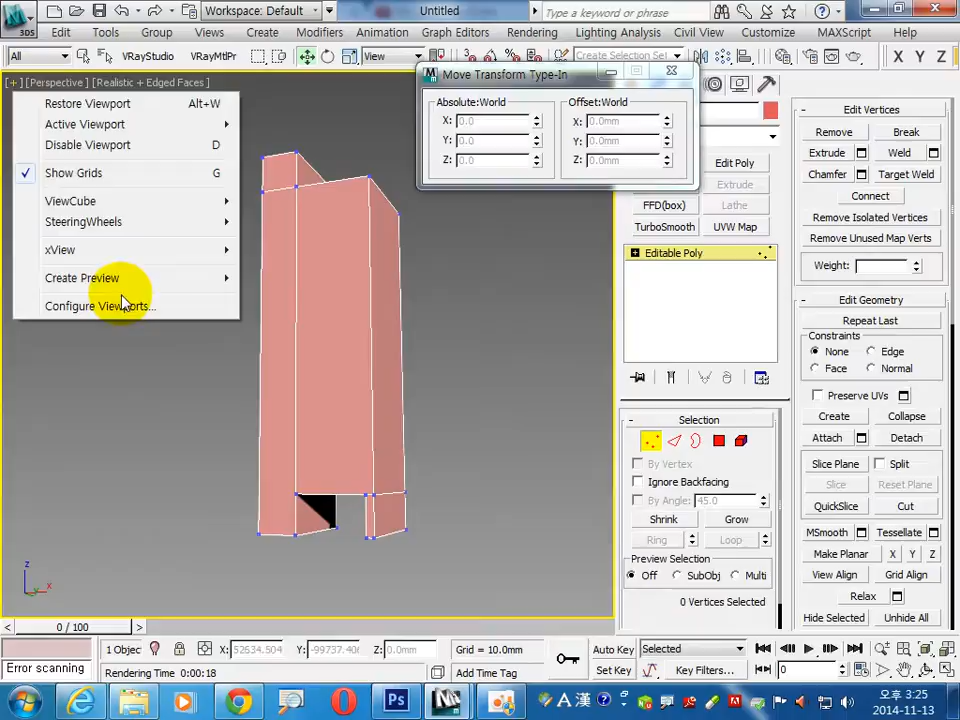 Workspace: Default
Untitled
Type a keyword or phrase
3DS
Edit Tools Group Views Create Modifiers Animation Graph Editors Rendering Lighting Analysis Civil View Customize MAXScript Help
All
VRayStudio VRayMtlPr
View
Create Selection Set
X Y Z
[+][Perspective][Realistic + Edged Faces]
Restore Viewport Alt+W
Active Viewport
Disable Viewport D
Show Grids G
ViewCube
SteeringWheels
xView
Create Preview
Configure Viewports...
Move Transform Type-In
Absolute:World Offset:World
X: 0.0 X: 0.0mm
Y: 0.0 Y: 0.0mm
Z: 0.0 Z: 0.0mm
Edit Poly
Extrude
FFD(box) Lathe
TurboSmooth UVW Map
Editable Poly
Selection
By Vertex
Ignore Backfacing
By Angle: 45.0
Shrink Grow
Ring Loop
Preview Selection
Off SubObj Multi
0 Vertices Selected
Edit Vertices
Remove Break
Extrude Weld
Chamfer Target Weld
Connect
Remove Isolated Vertices
Remove Unused Map Verts
Weight:
Edit Geometry
Repeat Last
Constraints
None Edge
Face Normal
Preserve UVs
Create Collapse
Attach Detach
Slice Plane Split
Slice Reset Plane
QuickSlice Cut
MSmooth Tessellate
Make Planar X Y Z
View Align Grid Align
Relax
Hide Selected Unhide All
z
x
0 / 100
1 Objec X: 52634.504 Y: -99737.406 Z: 0.0mm Grid = 10.0mm
Error scanning
Rendering Time 0:00:18
Add Time Tag
Auto Key Selected
Set Key Key Filters...
0
Ps
A 漢
오후 3:25
2014-11-13